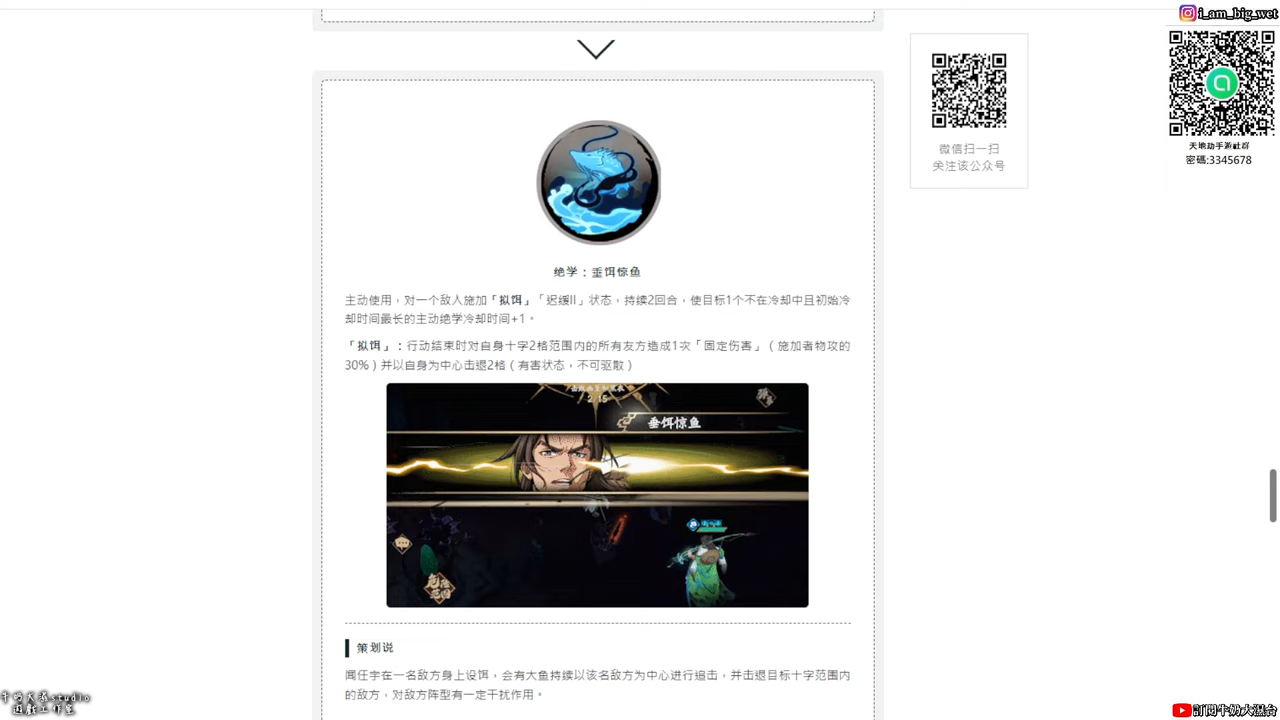 i_am_big_wet
天地劫手游社群
密碼:3345678
微信扫一扫
关注该公众号
绝学：垂饵惊鱼
主动使用，对一个敌人施加「拟饵」「迟缓II」状态，持续2回合，使目标1个不在冷却中且初始冷
却时间最长的主动绝学冷却时间+1。
「拟饵」：行动结束时对自身十字2格范围内的所有友方造成1次「固定伤害」（施加者物攻的
30%）并以自身为中心击退2格（有害状态，不可驱散）
2/15
垂饵惊鱼
策划说
闻任宇在一名敌方身上设饵，会有大鱼持续以该名敌方为中心进行追击，并击退目标十字范围内
的敌方，对敌方阵型有一定干扰作用。
studio
遊戲工作室
訂閱牛奶大混合